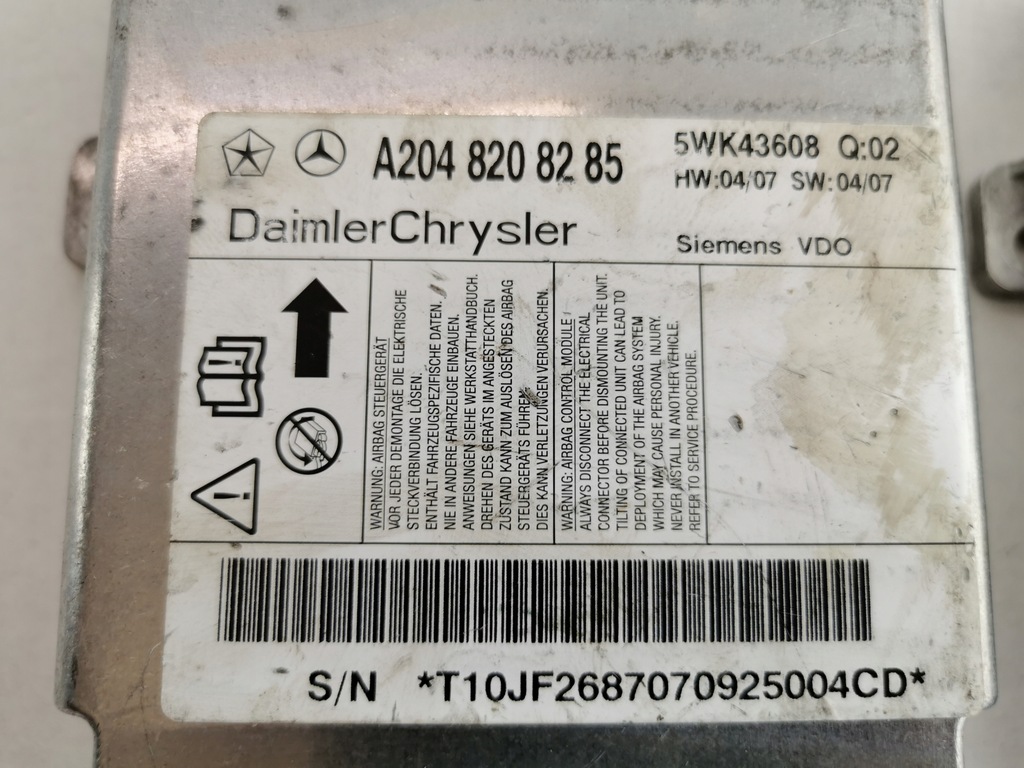 A204 820 82 85
5WK43608 Q:02
HW:04/07 SW:04/07
DaimlerChrysler
Siemens VDO
WARNUNG: AIRBAG STEUERGERÄT
VOR JEDER DEMONTAGE DIE ELEKTRISCHE
STECKVERBINDUNG LÖSEN.
ENTHÄLT FAHRZEUGSPEZIFISCHE DATEN.
NIE IN ANDERE FAHRZEUGE EINBAUEN.
ANWEISUNGEN SIEHE WERKSTATTHANDBUCH.
DREHEN DES GERÄTS IM ANGESTECKTEN
ZUSTAND KANN ZUM AUSLÖSEN DES AIRBAG
STEUERGERÄTS FÜHREN.
DIES KANN VERLETZUNGEN VERURSACHEN.
WARNING: AIRBAG CONTROL MODULE
ALWAYS DISCONNECT THE ELECTRICAL
CONNECTOR BEFORE DISMOUNTING THE UNIT.
TILTING OF CONNECTED UNIT CAN LEAD TO
DEPLOYMENT OF THE AIRBAG SYSTEM
WHICH MAY CAUSE PERSONAL INJURY.
NEVER INSTALL IN ANOTHER VEHICLE.
REFER TO SERVICE PROCEDURE.
S/N *T10JF2687070925004CD*